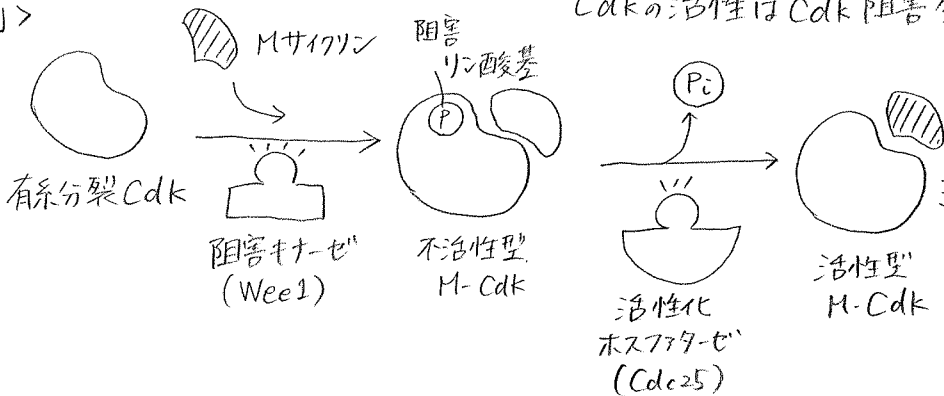 Cdkの活性はCdk阻害
Mサイクリン
阻害
リン酸基
P
Pi
有糸分裂Cdk
阻害キナーゼ
(Wee1)
不活性型
M-Cdk
活性化
ホスファターゼ
(Cdc25)
活性型
M-Cdk